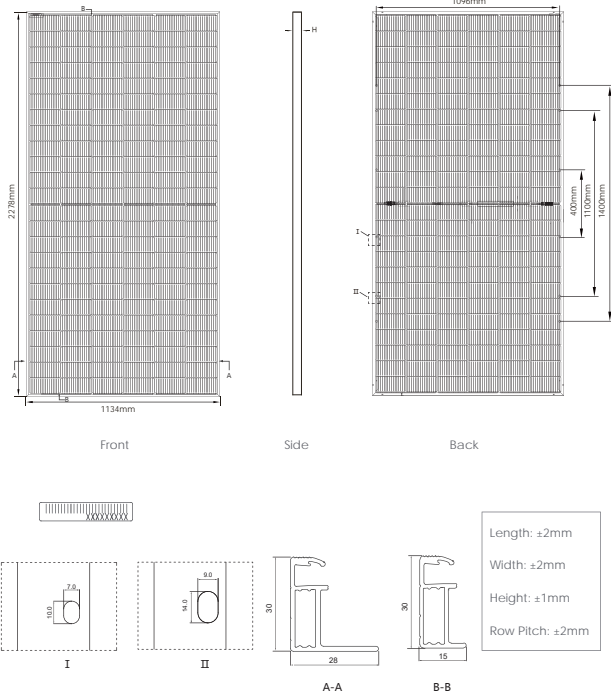 B
H
1096mm
2278mm
400mm
1100mm
1400mm
I
II
A
A
B
1134mm
Front
Side
Back
7.0
10.0
I
9.0
14.0
II
30
28
A-A
30
15
B-B
Length: ±2mm
Width: ±2mm
Height: ±1mm
Row Pitch: ±2mm